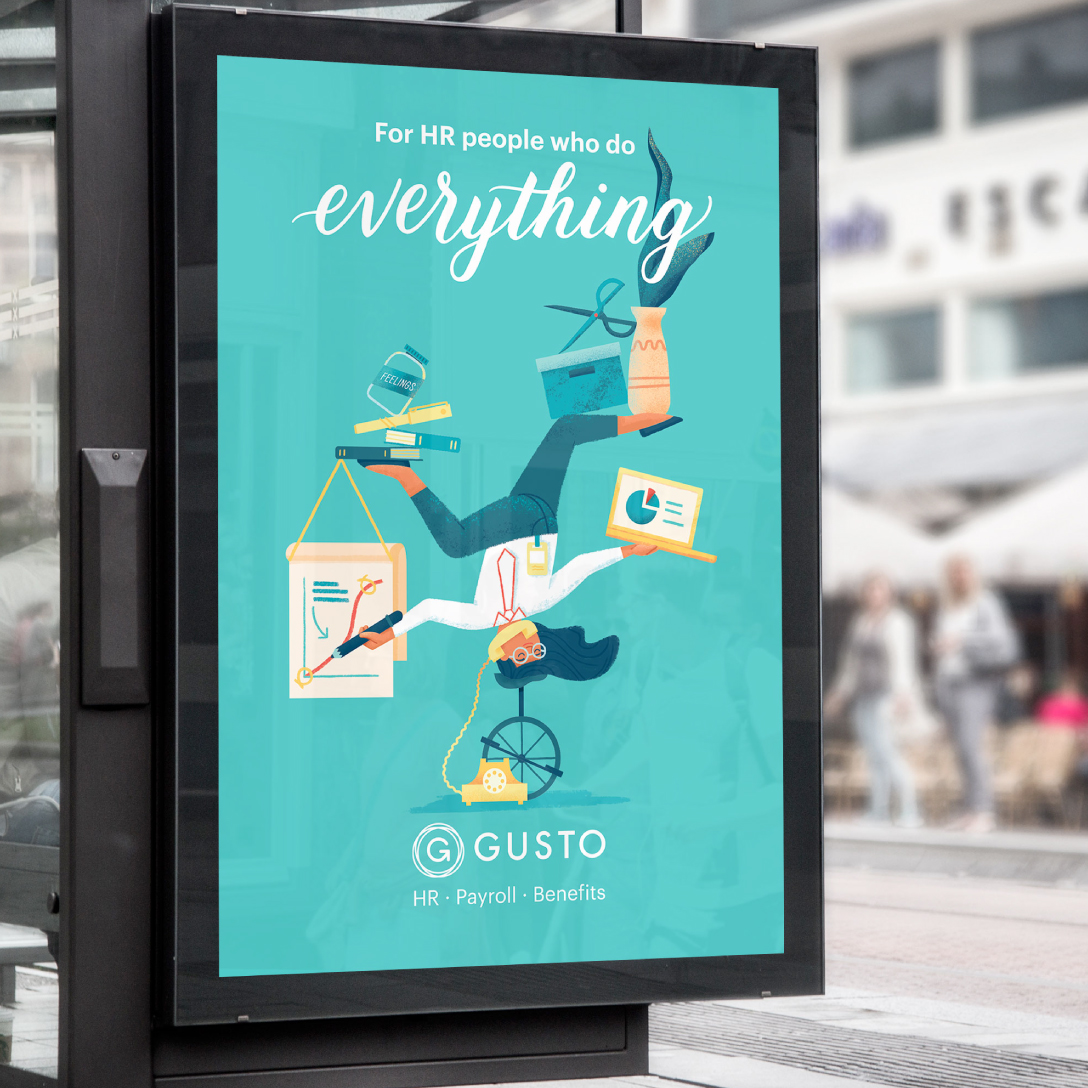 For HR people who do
everything
FEELINGS
G GUSTO
HR · Payroll · Benefits